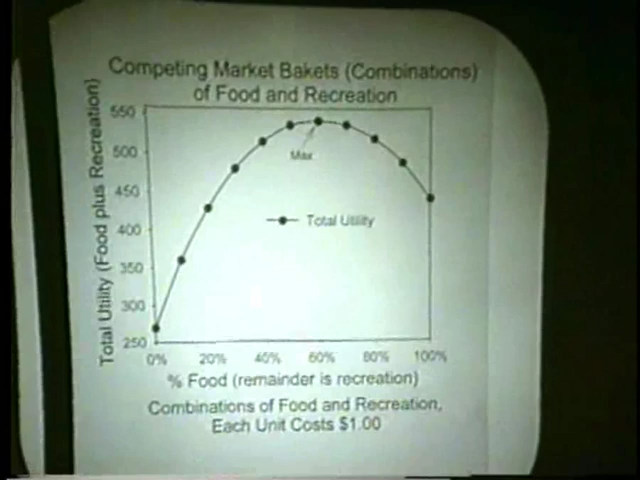 Competing Market Bakets (Combinations)
of Food and Recreation
Total Utility (Food plus Recreation)
550
500
450
400
350
300
250
Max
Total Utility
0% 20% 40% 60% 80% 100%
% Food (remainder is recreation)
Combinations of Food and Recreation,
Each Unit Costs $1.00